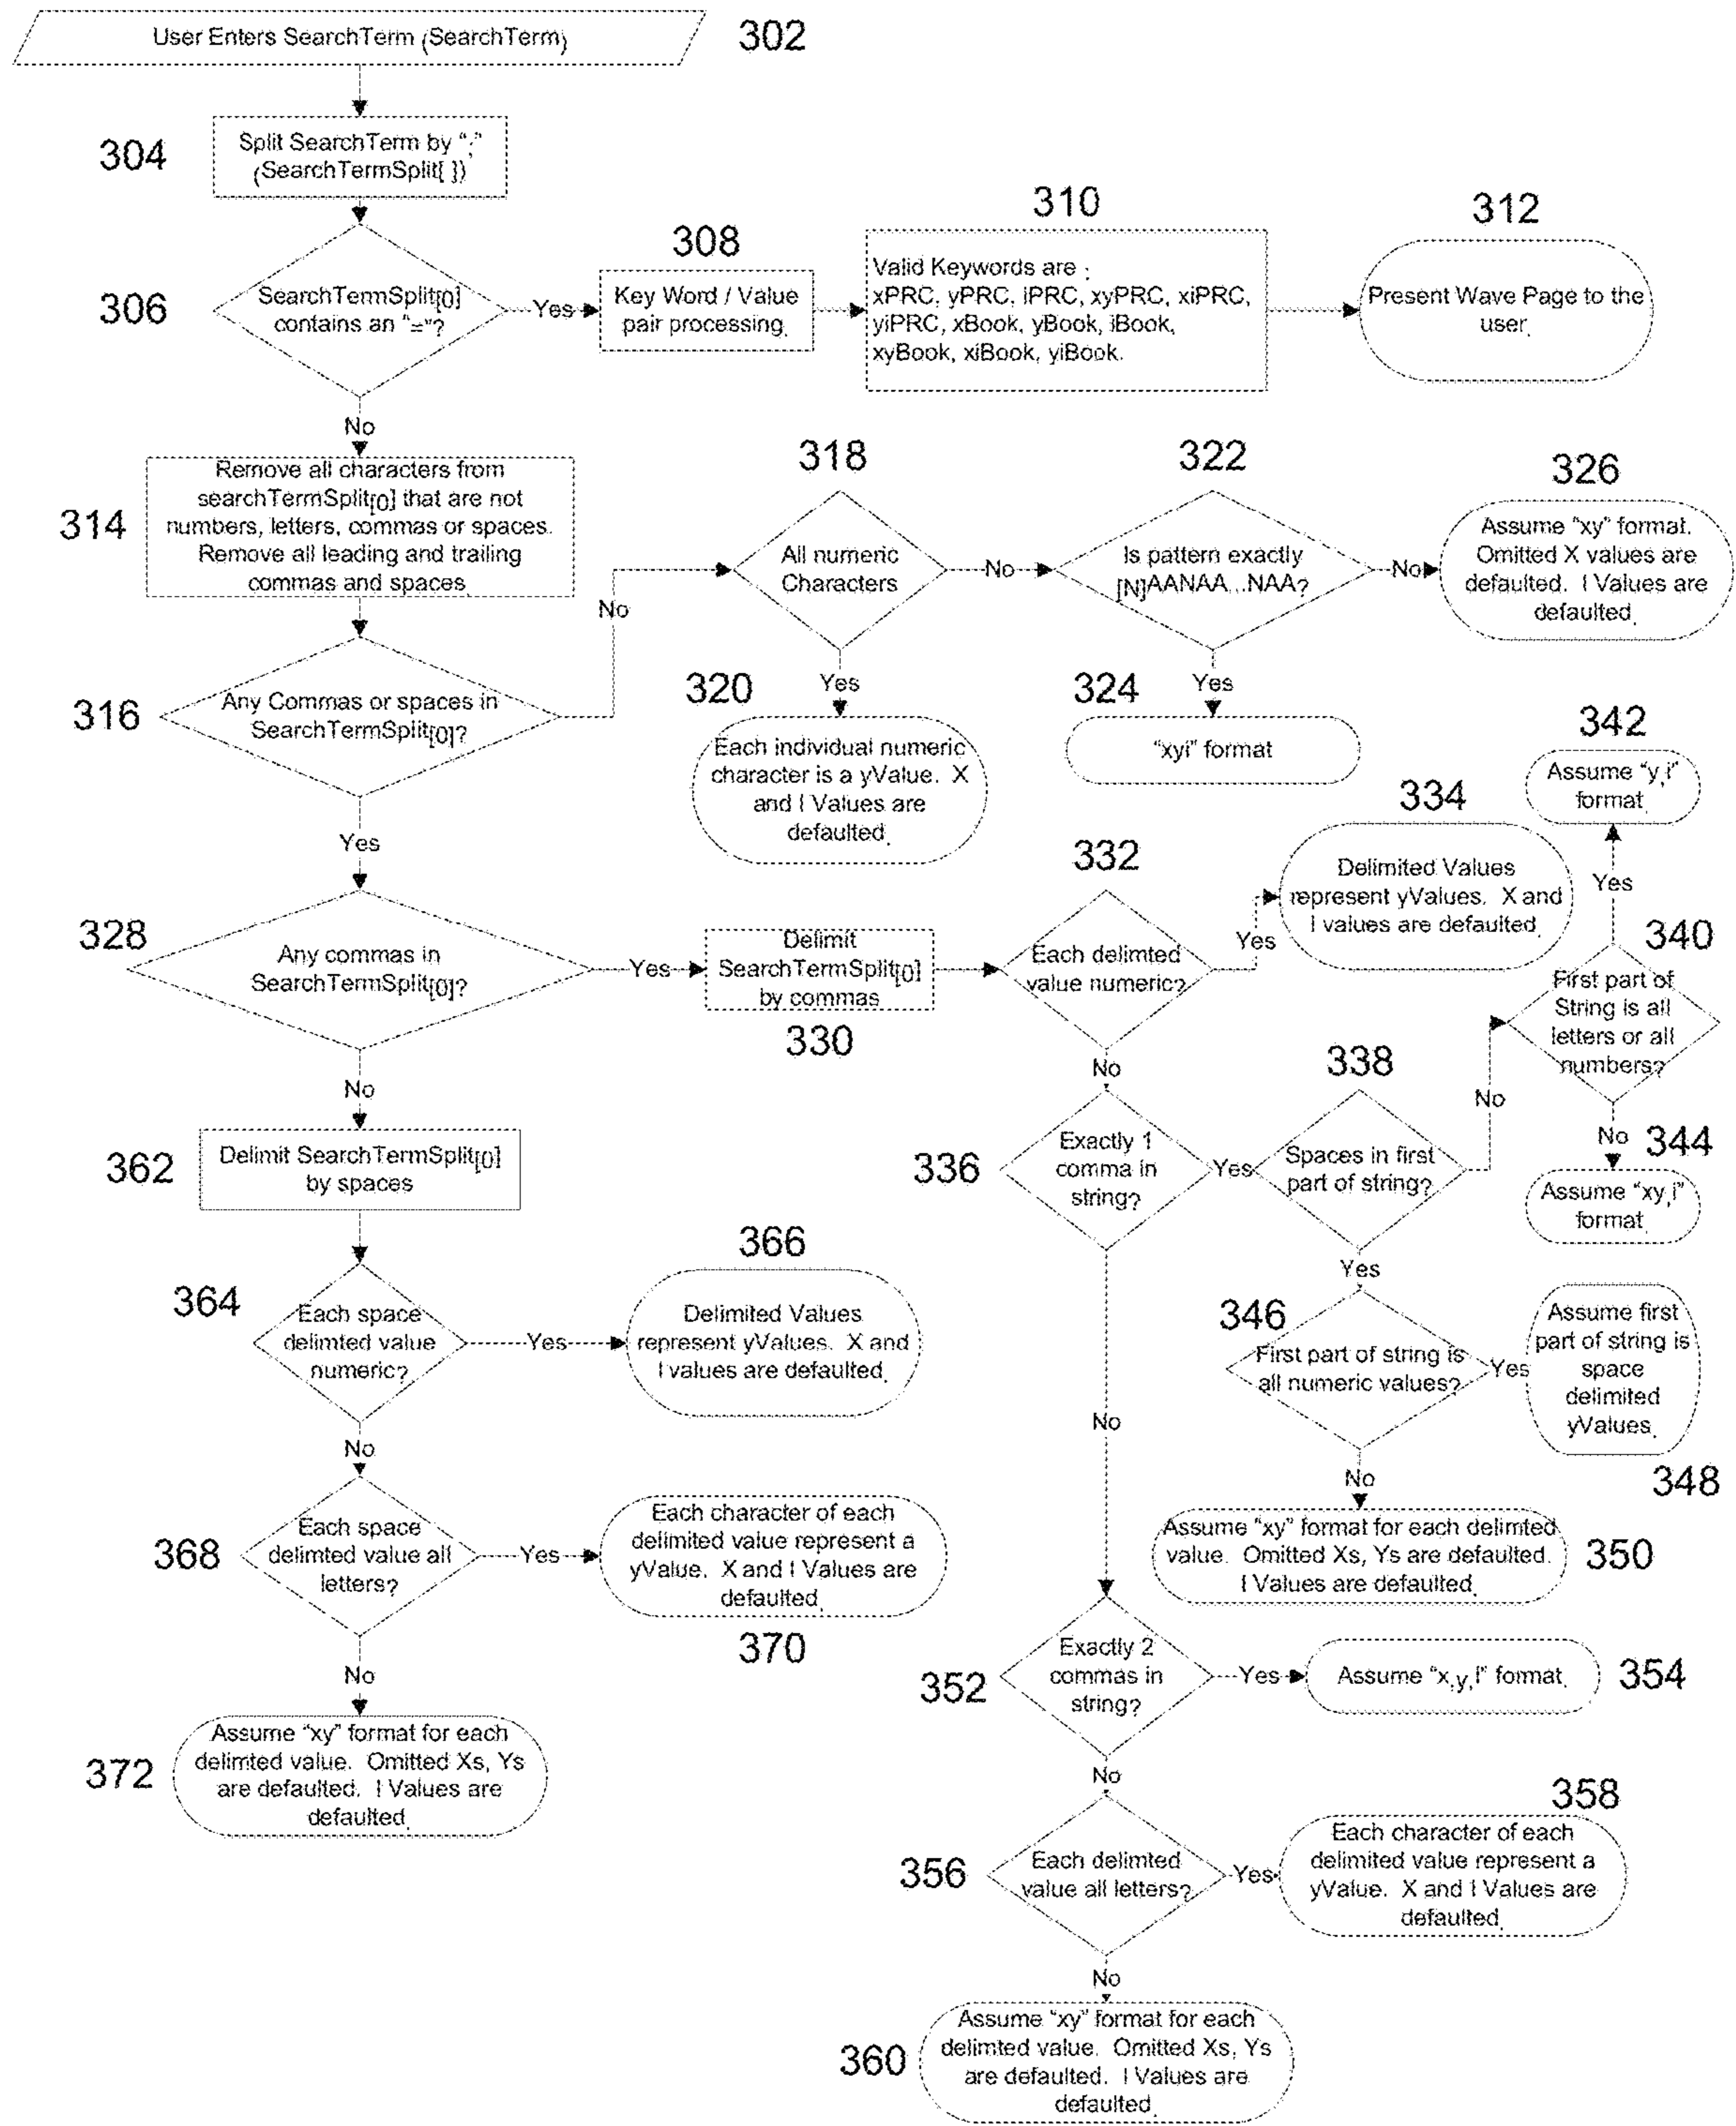 User Enters SearchTerm (SearchTerm)
302
304
Split SearchTerm by ";"
(SearchTermSplit[ ])
306
SearchTermSplit[0]
contains an "="?
Yes
308
Key Word / Value
pair processing.
310
Valid Keywords are :
xPRC, yPRC, iPRC, xyPRC, xiPRC,
yiPRC, xBook, yBook, iBook,
xyBook, xiBook, yiBook.
312
Present Wave Page to the
user.
No
314
Remove all characters from
searchTermSplit[0] that are not
numbers, letters, commas or spaces.
Remove all leading and trailing
commas and spaces.
316
Any Commas or spaces in
SearchTermSplit[0]?
No
318
All numeric
Characters
No
322
Is pattern exactly
[N]AANAA...NAA?
No
326
Assume "xy" format.
Omitted X values are
defaulted. I Values are
defaulted.
Yes
320
Each individual numeric
character is a yValue. X
and I Values are
defaulted.
Yes
324
"xyi" format
Yes
328
Any commas in
SearchTermSplit[0]?
Yes
Delimit
SearchTermSplit[0]
by commas
330
332
Each delimted
value numeric?
Yes
334
Delimited Values
represent yValues. X and
I values are defaulted.
342
Assume "y,i"
format.
Yes
340
First part of
String is all
letters or all
numbers?
No
344
Assume "xy,i"
format.
No
336
Exactly 1
comma in
string?
Yes
338
Spaces in first
part of string?
No
Yes
346
First part of string is
all numeric values?
Yes
Assume first
part of string is
space
delimited
yValues.
348
No
Assume "xy" format for each delimted
value. Omitted Xs, Ys are defaulted.
I Values are defaulted.
350
No
352
Exactly 2
commas in
string?
Yes
Assume "x,y,i" format.
354
No
356
Each delimted
value all letters?
Yes
358
Each character of each
delimited value represent a
yValue. X and I Values are
defaulted.
No
360
Assume "xy" format for each
delimted value. Omitted Xs, Ys
are defaulted. I Values are
defaulted.
No
362
Delimit SearchTermSplit[0]
by spaces
364
Each space
delimted value
numeric?
Yes
366
Delimited Values
represent yValues. X and
I values are defaulted.
No
368
Each space
delimted value all
letters?
Yes
Each character of each
delimited value represent a
yValue. X and I Values are
defaulted.
370
No
372
Assume "xy" format for each
delimted value. Omitted Xs, Ys
are defaulted. I Values are
defaulted.